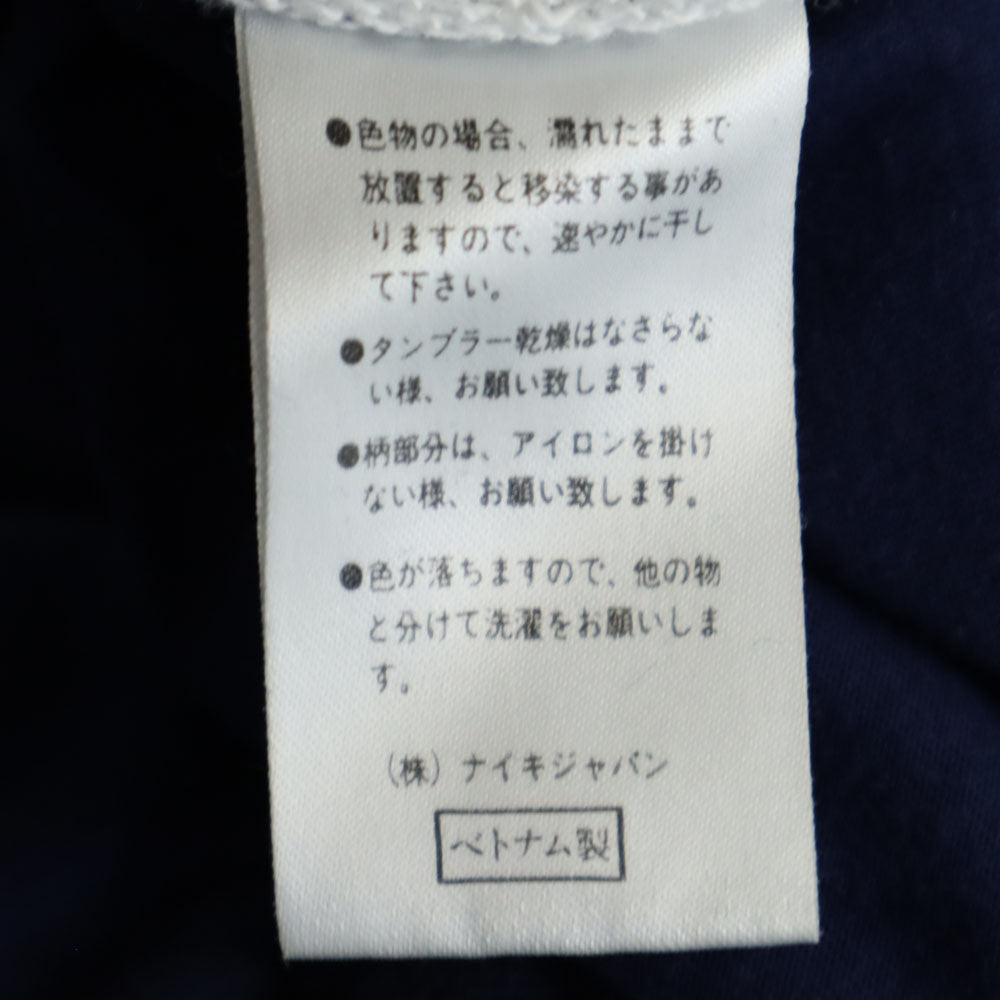 ●色物の場合、濡れたままで
放置すると移染する事があ
りますので、速やかに干し
て下さい。
●タンブラー乾燥はなさらな
い様、お願い致します。
●柄部分は、アイロンを掛け
ない様、お願い致します。
●色が落ちますので、他の物
と分けて洗濯をお願いしま
す。
(株) ナイキジャパン
ベトナム製